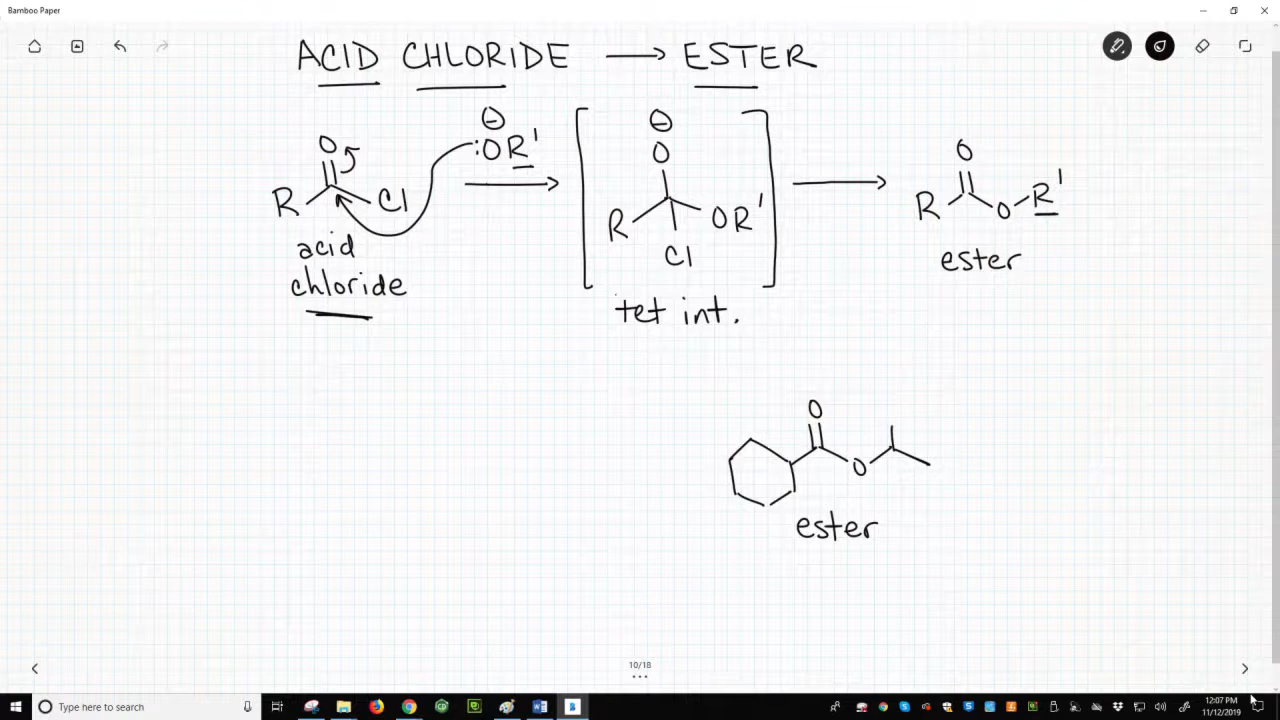 Bamboo Paper
ACID CHLORIDE → ESTER
⊖
:OR'
O
R
Cl
acid
chloride
⊖
O
R
OR'
Cl
tet int.
O
R
O
R'
ester
O
O
ester
10/18
Type here to search
12:07 PM
11/12/2019